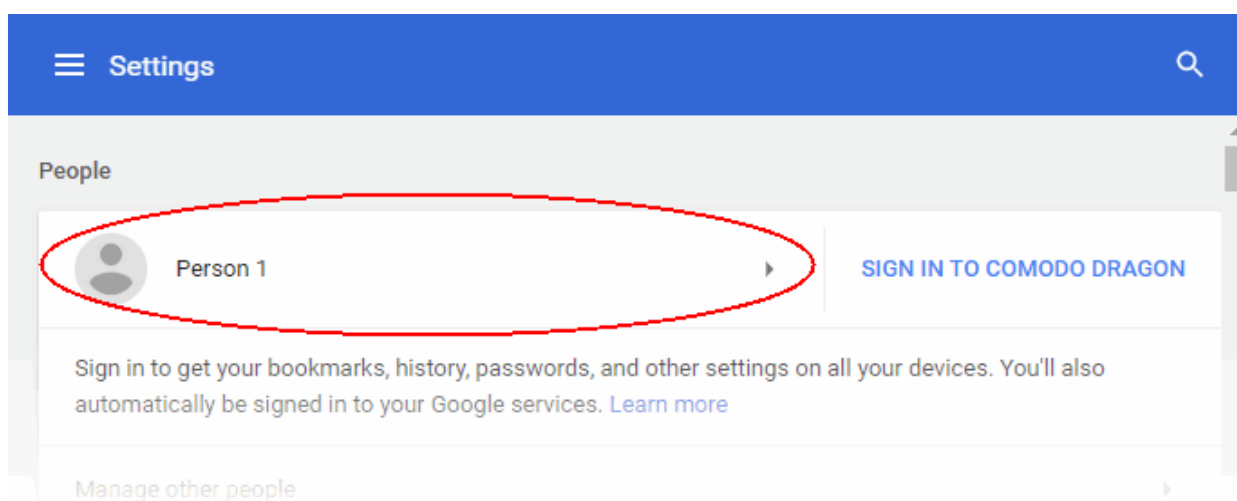 Settings
People
Person 1
SIGN IN TO COMODO DRAGON
Sign in to get your bookmarks, history, passwords, and other settings on all your devices. You'll also
automatically be signed in to your Google services. Learn more
Manage other people